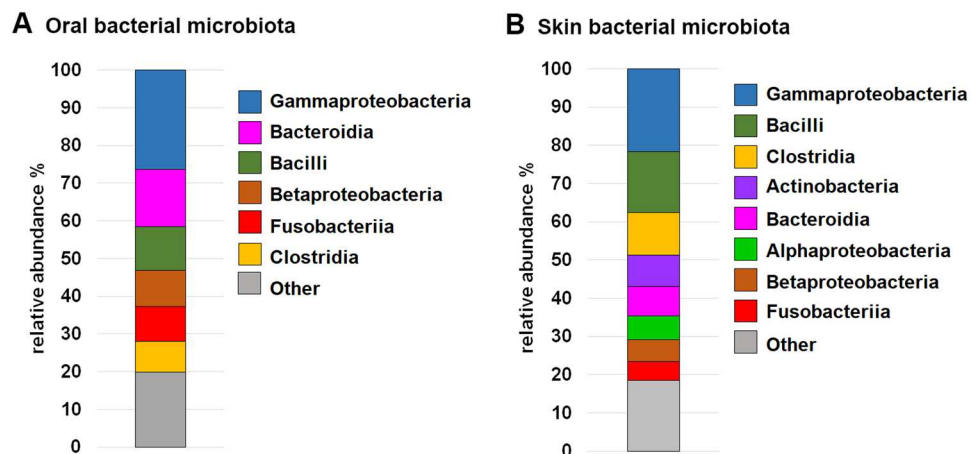 A Oral bacterial microbiota
relative abundance %
100
90
80
70
60
50
40
30
20
10
0
Gammaproteobacteria
Bacteroidia
Bacilli
Betaproteobacteria
Fusobacteriia
Clostridia
Other
B Skin bacterial microbiota
relative abundance %
100
90
80
70
60
50
40
30
20
10
0
Gammaproteobacteria
Bacilli
Clostridia
Actinobacteria
Bacteroidia
Alphaproteobacteria
Betaproteobacteria
Fusobacteriia
Other